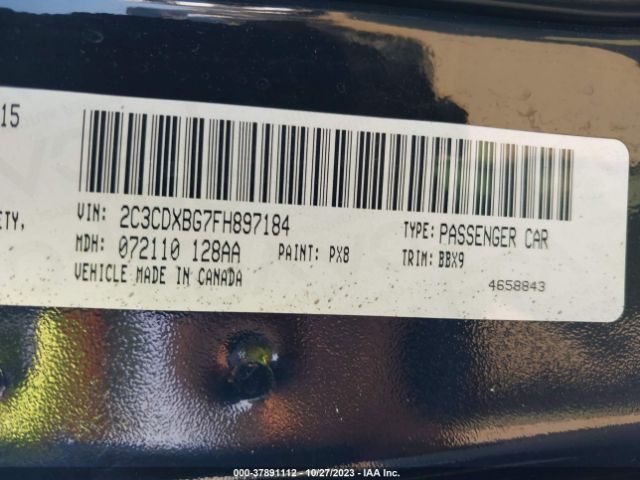 15
ETY,
VIN: 2C3CDXBG7FH897184 TYPE: PASSENGER CAR
MDH: 072110 128AA PAINT: PX8 TRIM: BBX9
VEHICLE MADE IN CANADA 4658843
000-37891112 - 10/27/2023 - IAA Inc.